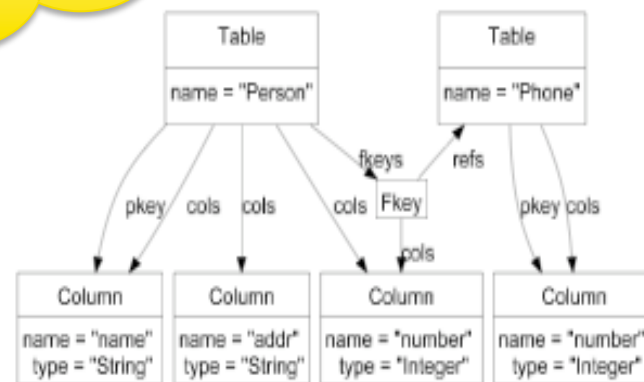 Table
name = "Person"
Table
name = "Phone"
fkeys
refs
Fkey
pkey
cols
cols
cols
cols
pkey
cols
Column
name = "name"
type = "String"
Column
name = "addr"
type = "String"
Column
name = "number"
type = "Integer"
Column
name = "number"
type = "Integer"